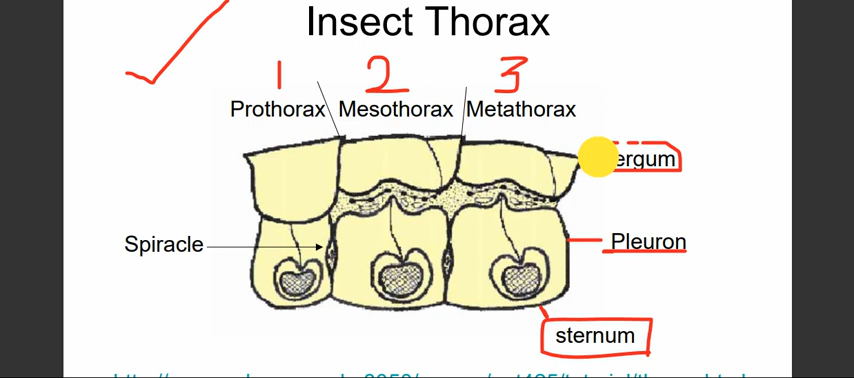 Insect Thorax
1 2 3
Prothorax Mesothorax Metathorax
ergum
Spiracle
Pleuron
sternum